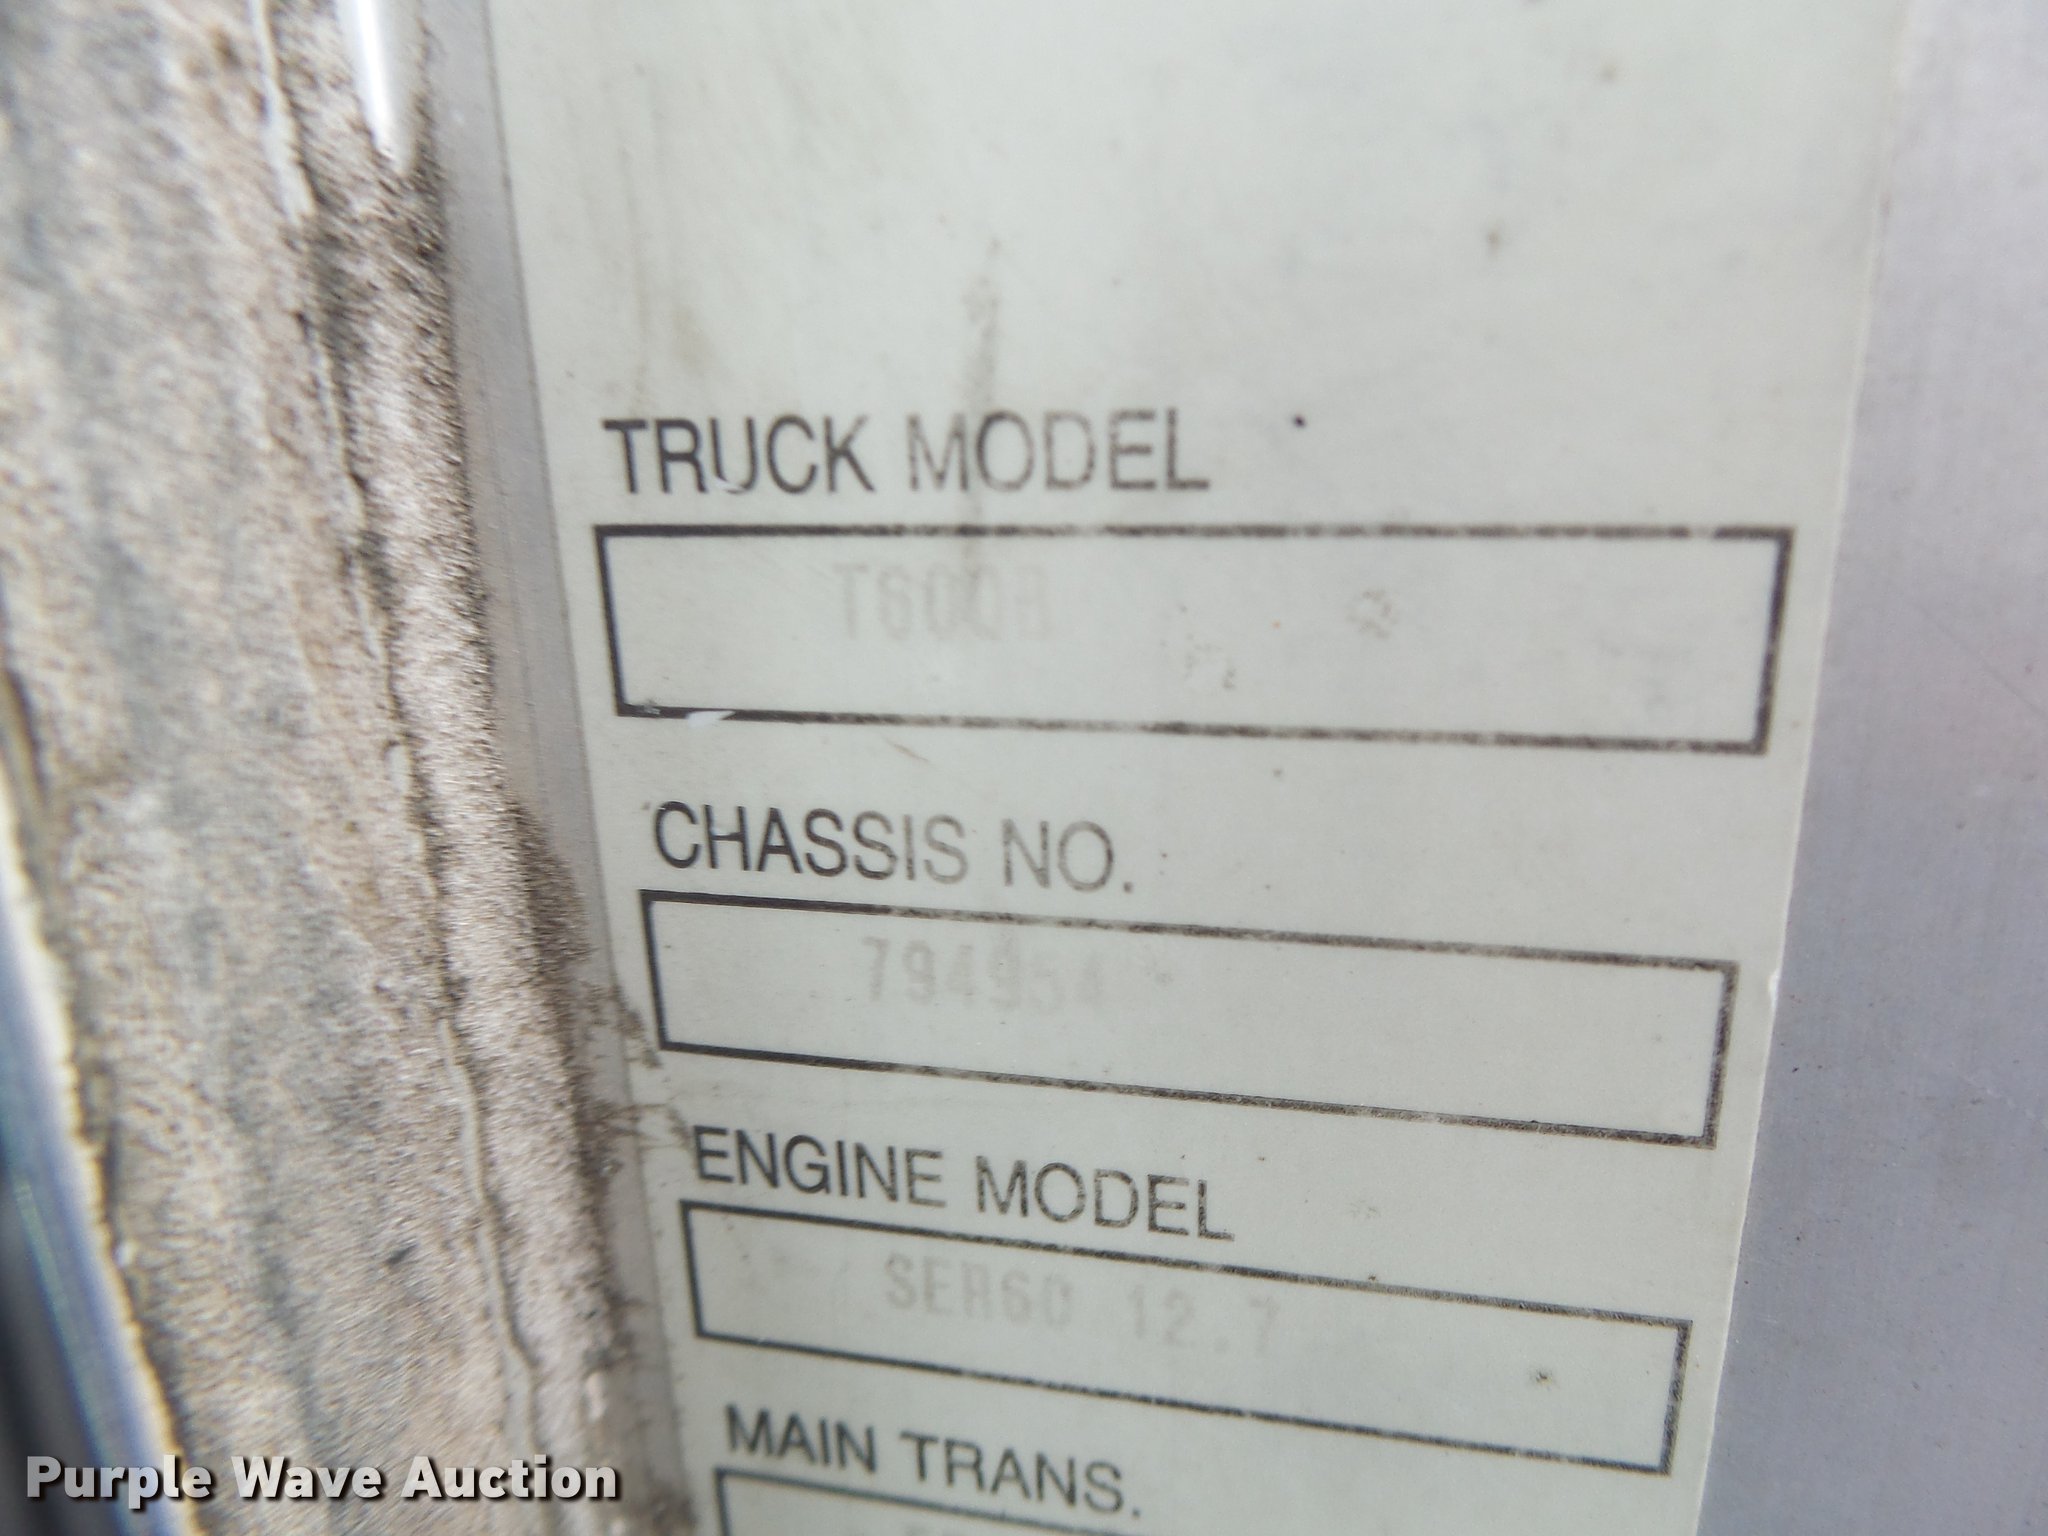 TRUCK MODEL
T600B
CHASSIS NO.
794954
ENGINE MODEL
SER60 12.7
MAIN TRANS.
Purple Wave Auction